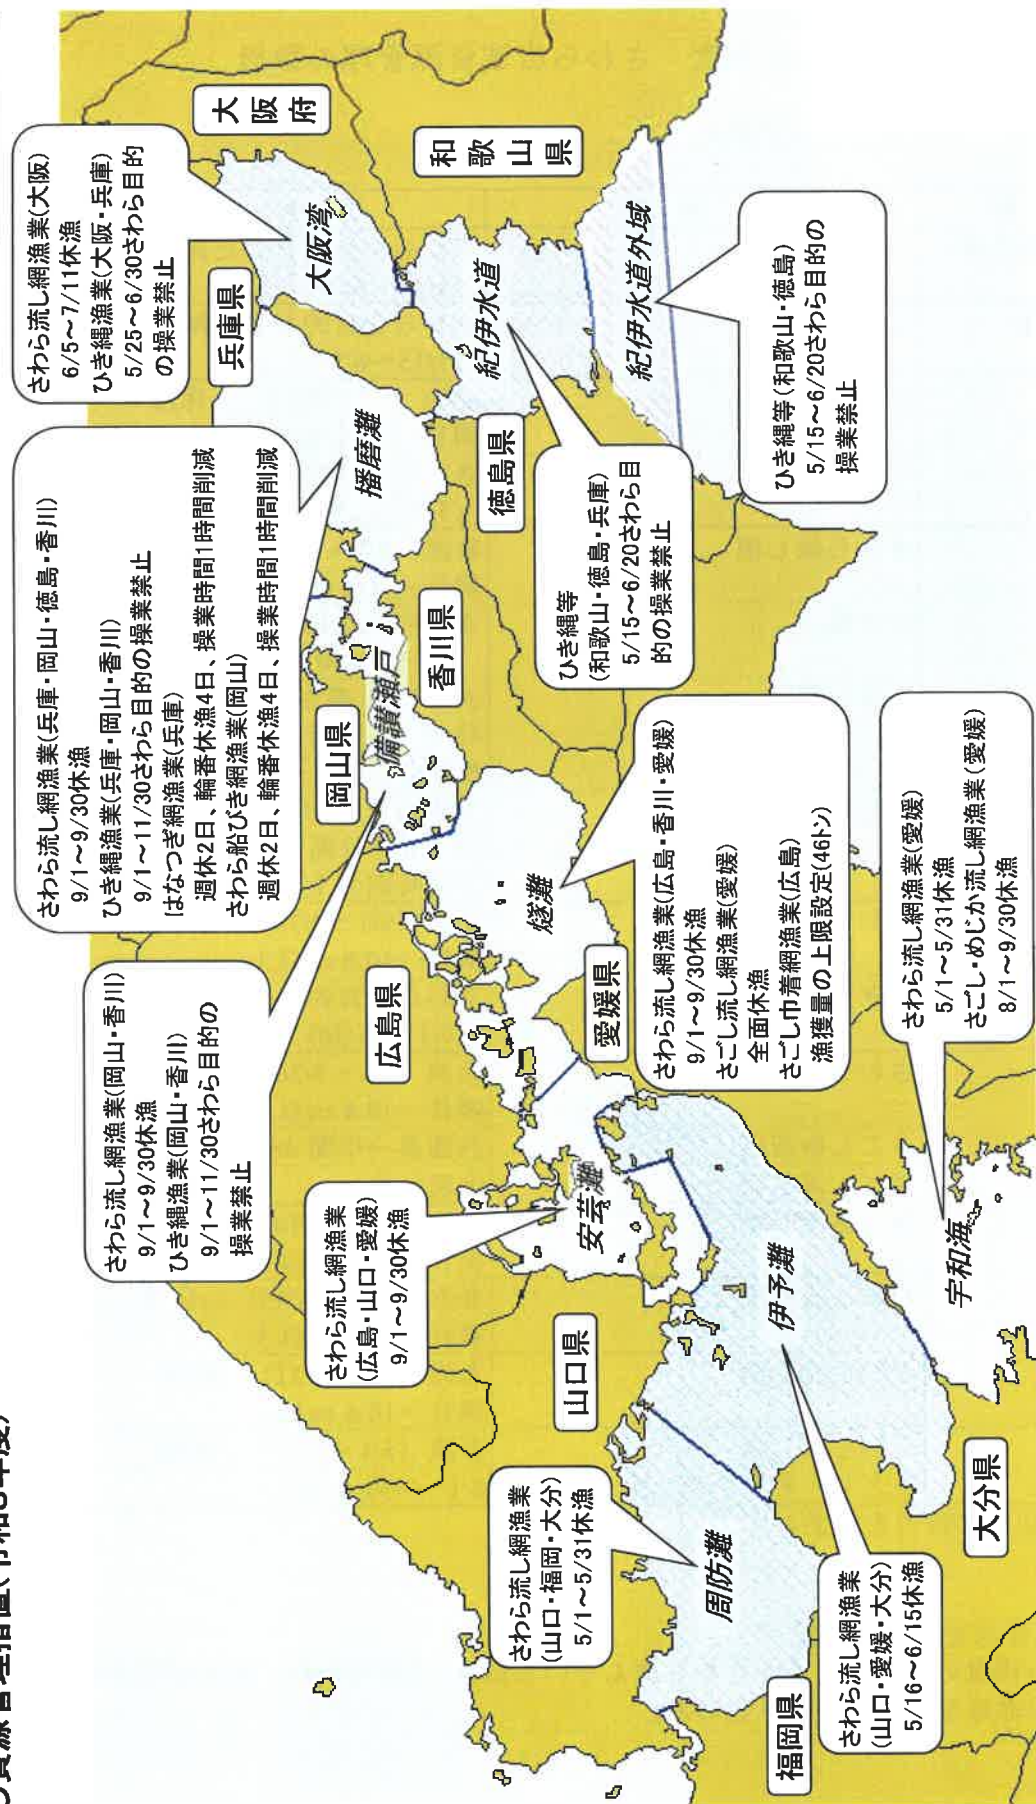 資源管理措置(令和5年度)
さわら流し網漁業(山口・福岡・大分)
5/1～5/31休漁
さわら流し網漁業
(広島・山口・愛媛)
9/1～9/30休漁
さわら流し網漁業(岡山・香川)
9/1～9/30休漁
ひき縄漁業(岡山・香川)
9/1～11/30さわら目的の
操業禁止
さわら流し網漁業(兵庫・岡山・徳島・香川)
9/1～9/30休漁
ひき縄漁業(兵庫・岡山・香川)
9/1～11/30さわら目的の操業禁止
はなつぎ網漁業(兵庫)
週休2日、輪番休漁4日、操業時間1時間削減
さわら船びき網漁業(岡山)
週休2日、輪番休漁4日、操業時間1時間削減
さわら流し網漁業(大阪)
6/5～7/11休漁
ひき縄漁業(大阪・兵庫)
5/25～6/30さわら目的
の操業禁止
大阪府
兵庫県
和歌山県
大阪湾
播磨灘
紀伊水道
紀伊水道外域
徳島県
岡山県
備讃瀬戸
香川県
広島県
燧灘
愛媛県
安芸灘
山口県
伊予灘
周防灘
宇和海
福岡県
大分県
ひき縄等
(和歌山・徳島・兵庫)
5/15～6/20さわら目
的の操業禁止
ひき縄等(和歌山・徳島)
5/15～6/20さわら目的の
操業禁止
さわら流し網漁業(広島・香川・愛媛)
9/1～9/30休漁
さごし流し網漁業(愛媛)
全面休漁
さごし巾着網漁業(広島)
漁獲量の上限設定(46トン)
さわら流し網漁業(愛媛)
5/1～5/31休漁
さごし・めじか流し網漁業(愛媛)
8/1～9/30休漁
さわら流し網漁業
(山口・愛媛・大分)
5/16～6/15休漁